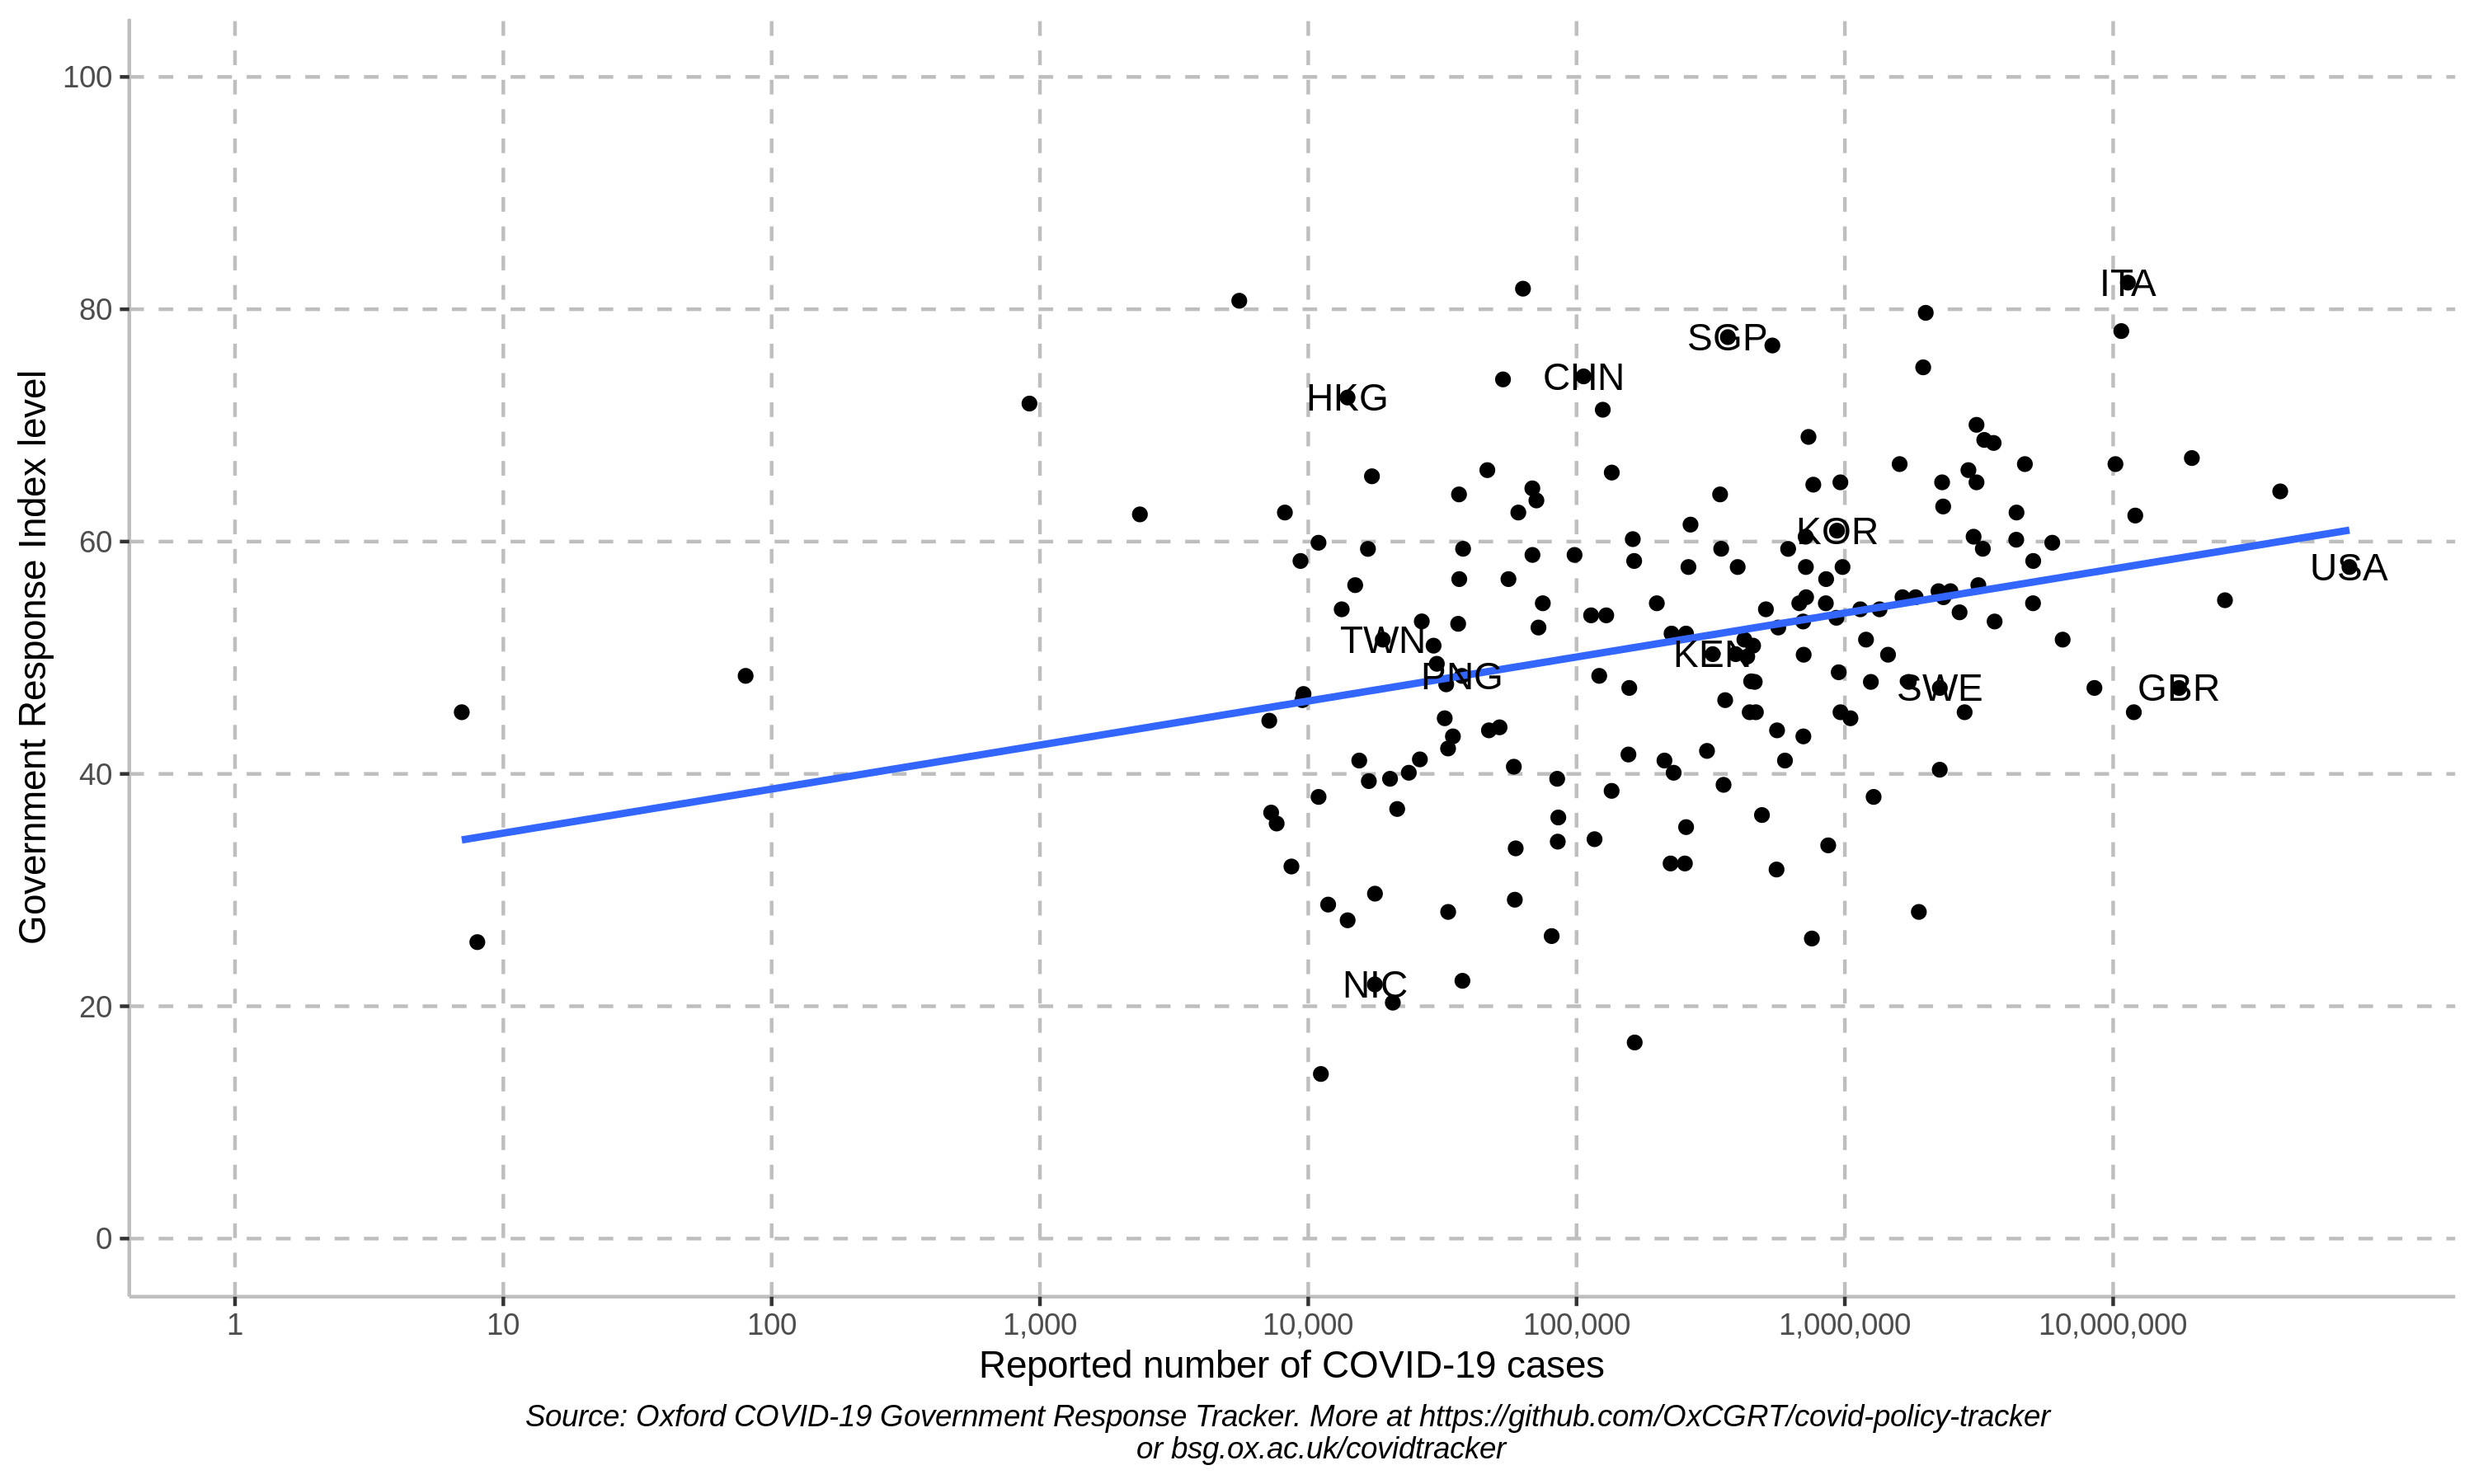 Government Response Index level
100
80
60
40
20
0
ITA
SGP
CHN
HKG
KOR
USA
TWN
KEN
PNG
SWE
GBR
NIC
1
10
100
1,000
10,000
100,000
1,000,000
10,000,000
Reported number of COVID-19 cases
Source: Oxford COVID-19 Government Response Tracker. More at https://github.com/OxCGRT/covid-policy-tracker
or bsg.ox.ac.uk/covidtracker